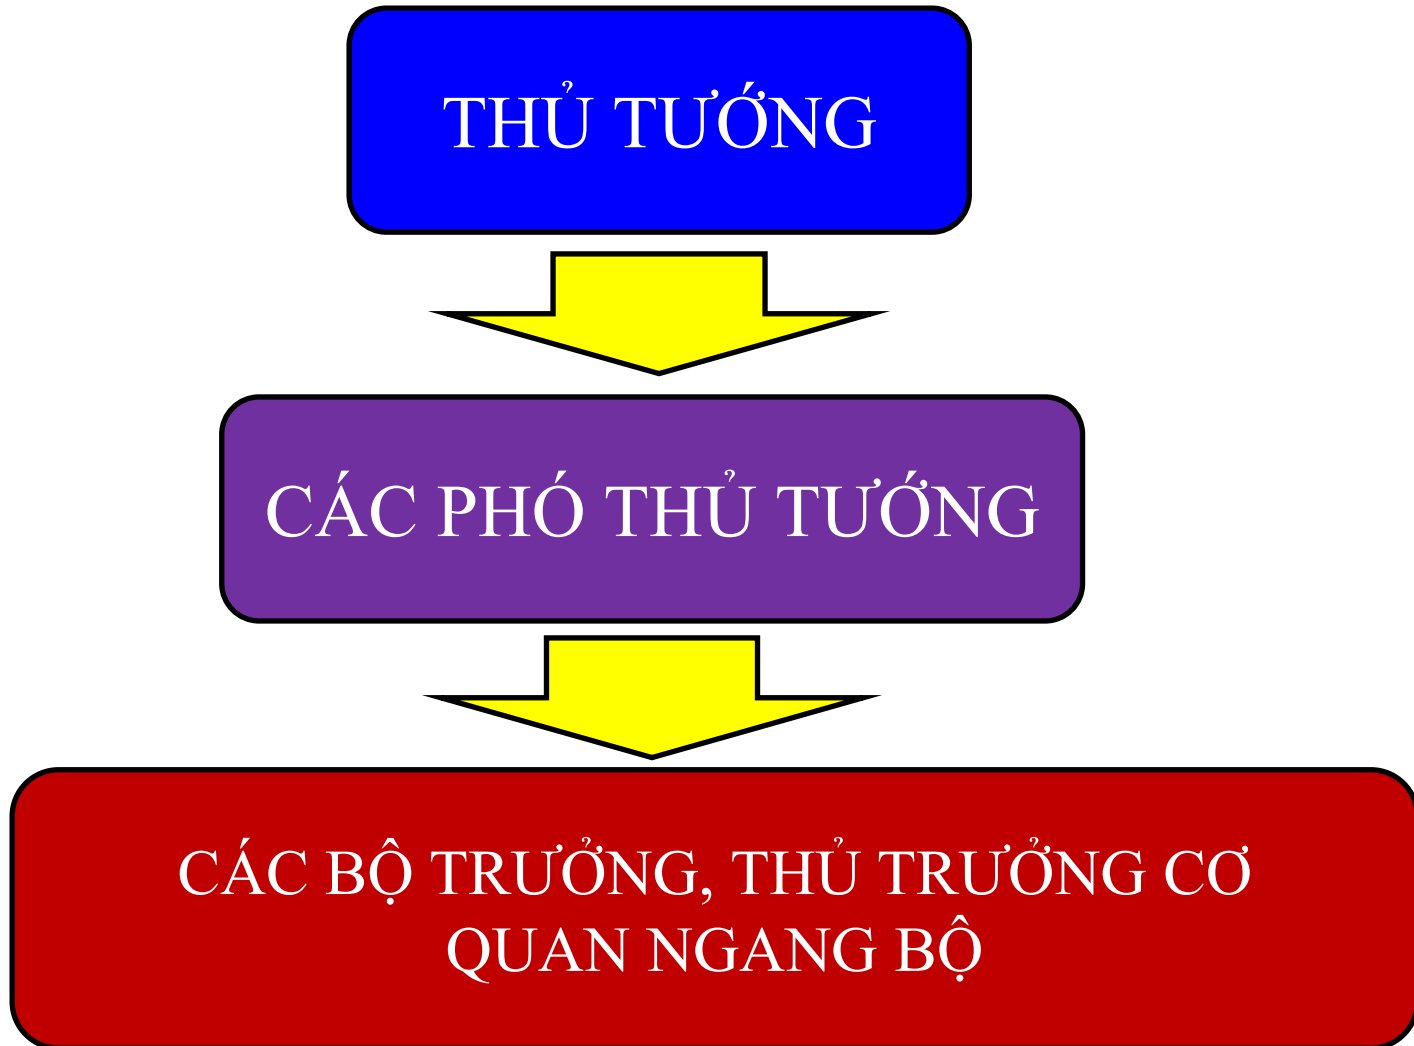 THỦ TƯỚNG
CÁC PHÓ THỦ TƯỚNG
CÁC BỘ TRƯỞNG, THỦ TRƯỞNG CƠ
QUAN NGANG BỘ